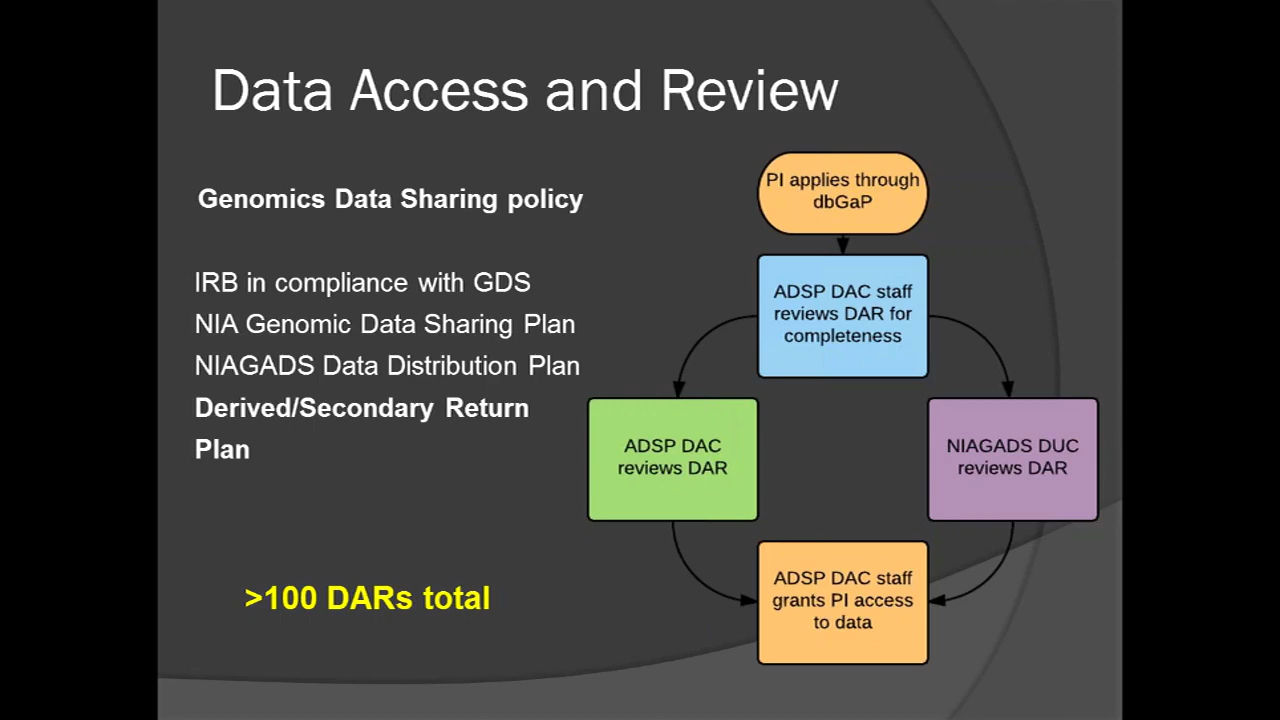 Data Access and Review
Genomics Data Sharing policy
IRB in compliance with GDS
NIA Genomic Data Sharing Plan
NIAGADS Data Distribution Plan
Derived/Secondary Return
Plan
>100 DARs total
PI applies through
dbGaP
ADSP DAC staff
reviews DAR for
completeness
ADSP DAC
reviews DAR
NIAGADS DUC
reviews DAR
ADSP DAC staff
grants PI access
to data